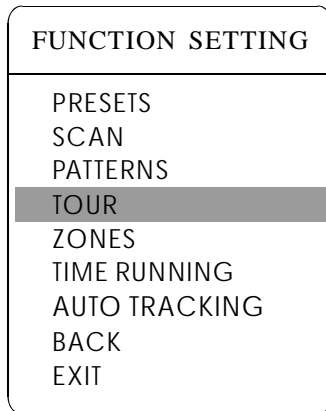 FUNCTION SETTING
PRESETS
SCAN
PATTERNS
TOUR
ZONES
TIME RUNNING
AUTO TRACKING
BACK
EXIT